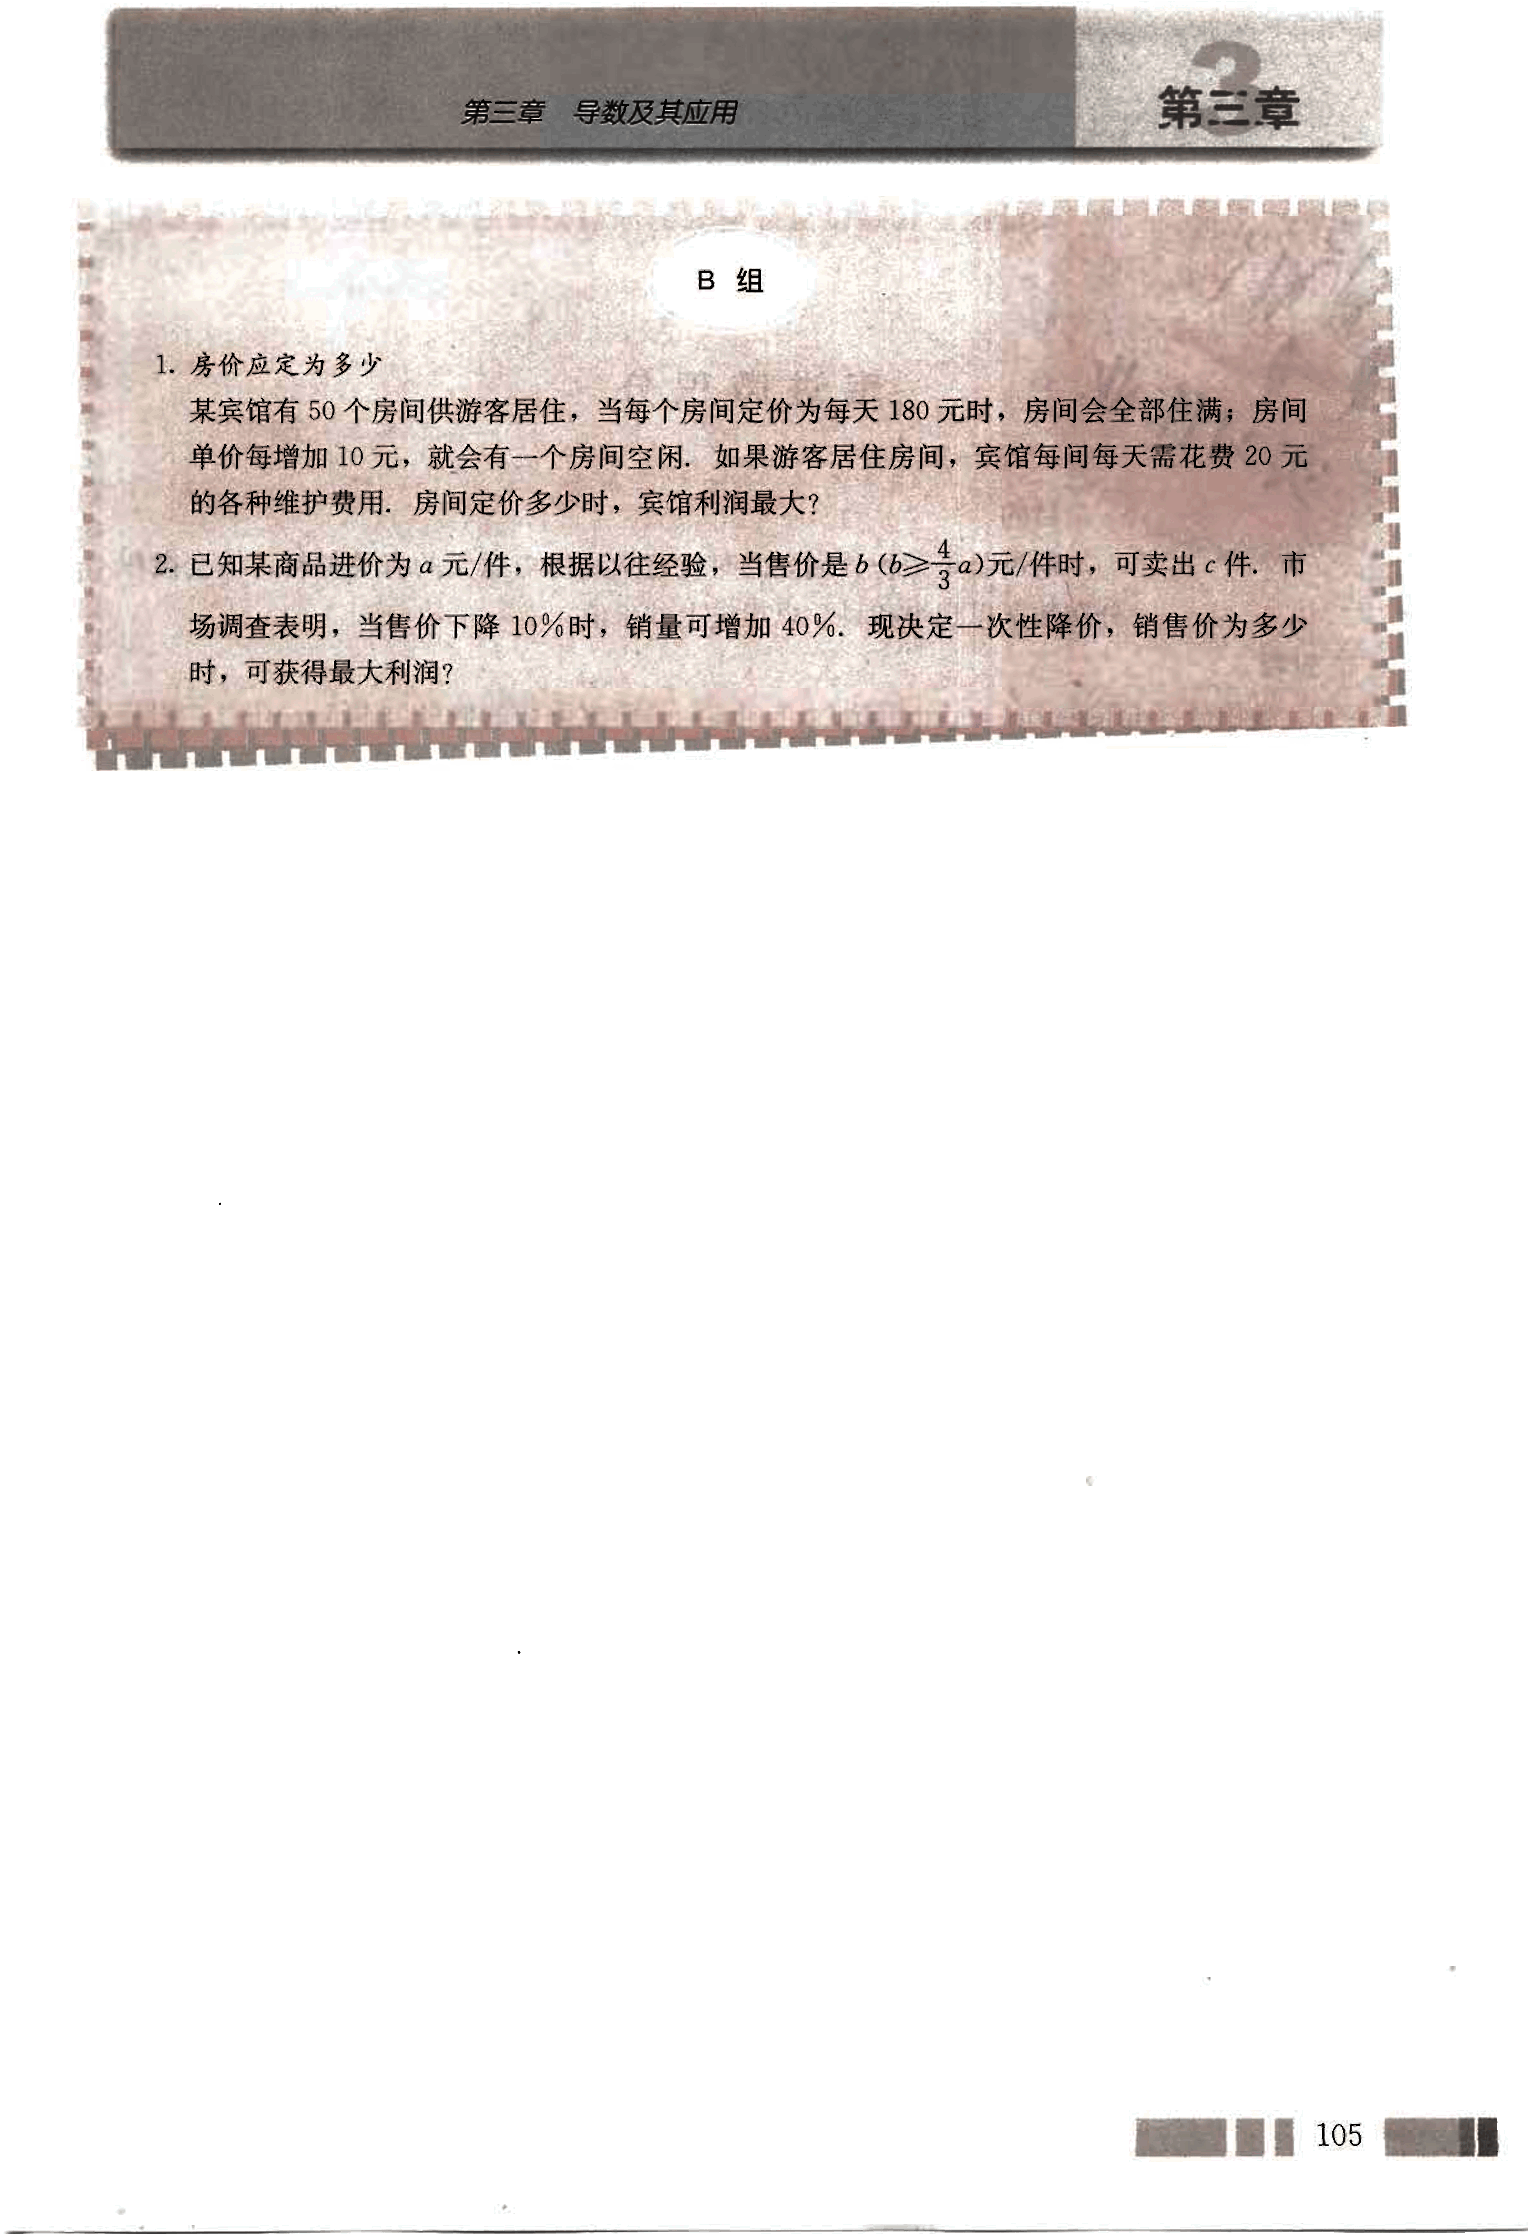 第三章 导数及其应用
3
第三章
B 组
1. 房价应定为多少
某宾馆有 50 个房间供游客居住，当每个房间定价为每天 180 元时，房间会全部住满；房间
单价每增加 10 元，就会有一个房间空闲. 如果游客居住房间，宾馆每间每天需花费 20 元
的各种维护费用. 房间定价多少时，宾馆利润最大?
2. 已知某商品进价为 a 元/件，根据以往经验，当售价是 b (b≥4/3a)元/件时，可卖出 c 件. 市
场调查表明，当售价下降 10%时，销量可增加 40%. 现决定一次性降价，销售价为多少
时，可获得最大利润?
105